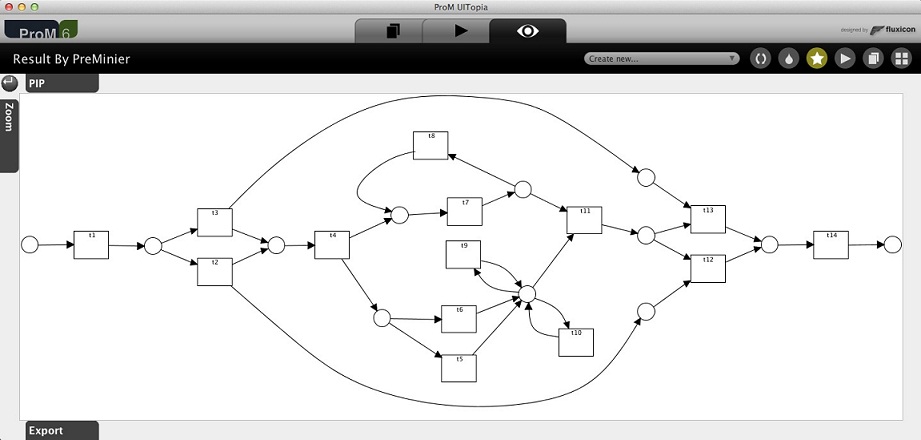 ProM UITopia
ProM 6
designed by fluxicon
Result By PreMinier
Create new...
PIP
Zoom
t8
t3
t7
t11
t13
t1
t4
t14
t9
t2
t12
t6
t10
t5
Export